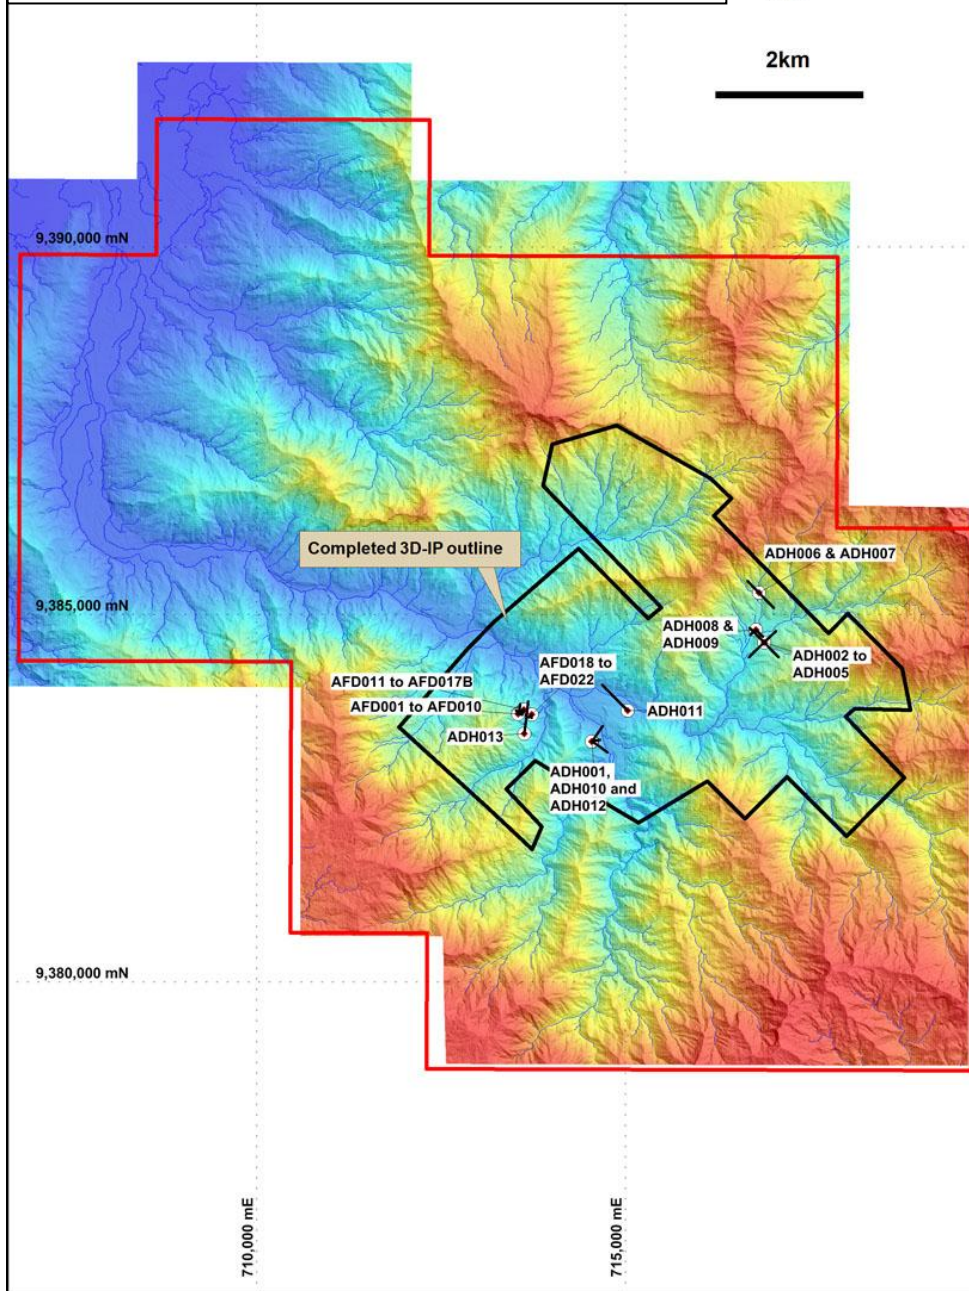 2km
9,390,000 mN
Completed 3D-IP outline
ADH006 & ADH007
9,385,000 mN
ADH008 &
ADH009
ADH002 to
ADH005
AFD018 to
AFD022
AFD011 to AFD017B
AFD001 to AFD010
ADH011
ADH013
ADH001,
ADH010 and
ADH012
9,380,000 mN
710,000 mE
715,000 mE